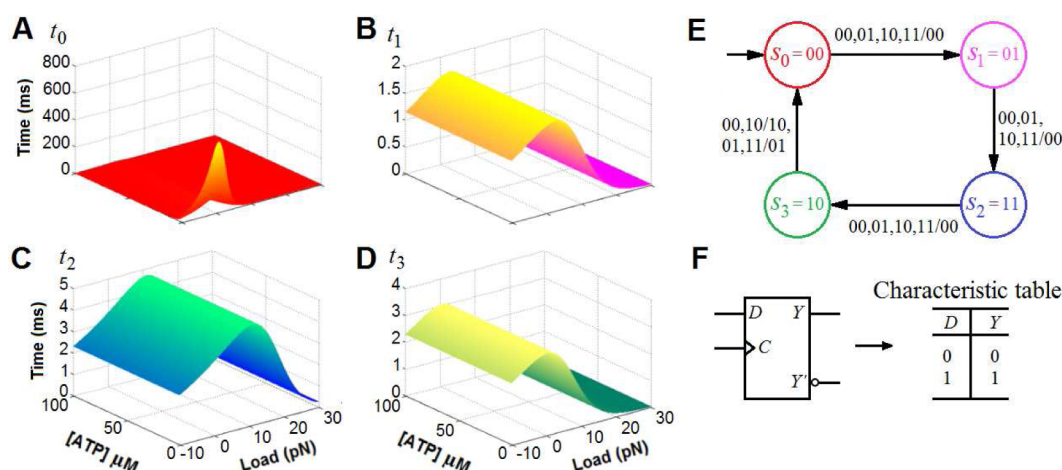 A
t0
Time (ms)
800
600
400
200
0
B
t1
2
1.5
1
0.5
0
C
t2
Time (ms)
5
4
3
2
1
0
100
50
0
-10
0
10
20
30
[ATP] µM
Load (pN)
D
t3
4
3
2
1
0
100
50
0
-10
0
10
20
30
[ATP] µM
Load (pN)
E
S0 = 00
00,01,10,11/00
S1 = 01
00,01,
10,11/00
S2 = 11
00,01,10,11/00
S3 = 10
00,10/10,
01,11/01
F
D Y
C
Y'
Characteristic table
D Y
0 0
1 1